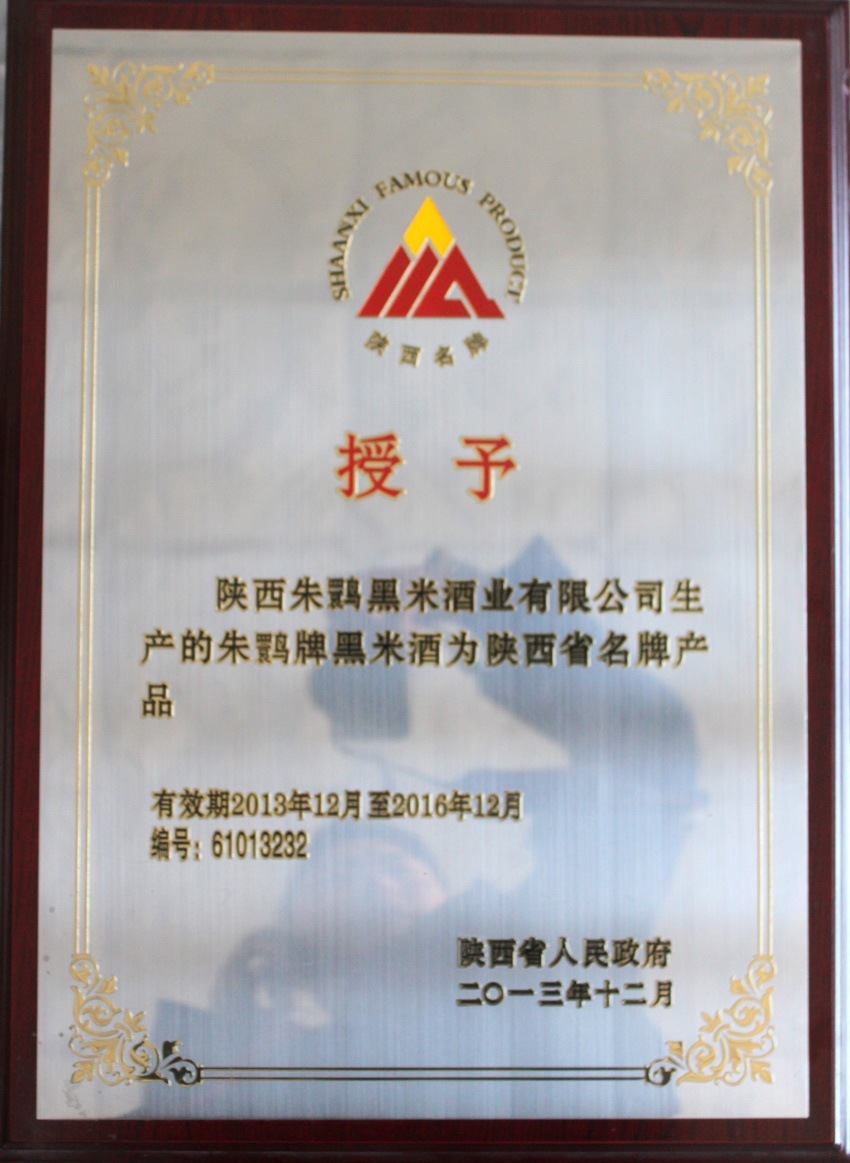 SHAANXI FAMOUS PRODUCT
陕西名牌
授予
陕西朱鹮黑米酒业有限公司生
产的朱鹮牌黑米酒为陕西省名牌产
品
有效期2013年12月至2016年12月
编号：61013232
陕西省人民政府
二〇一三年十二月